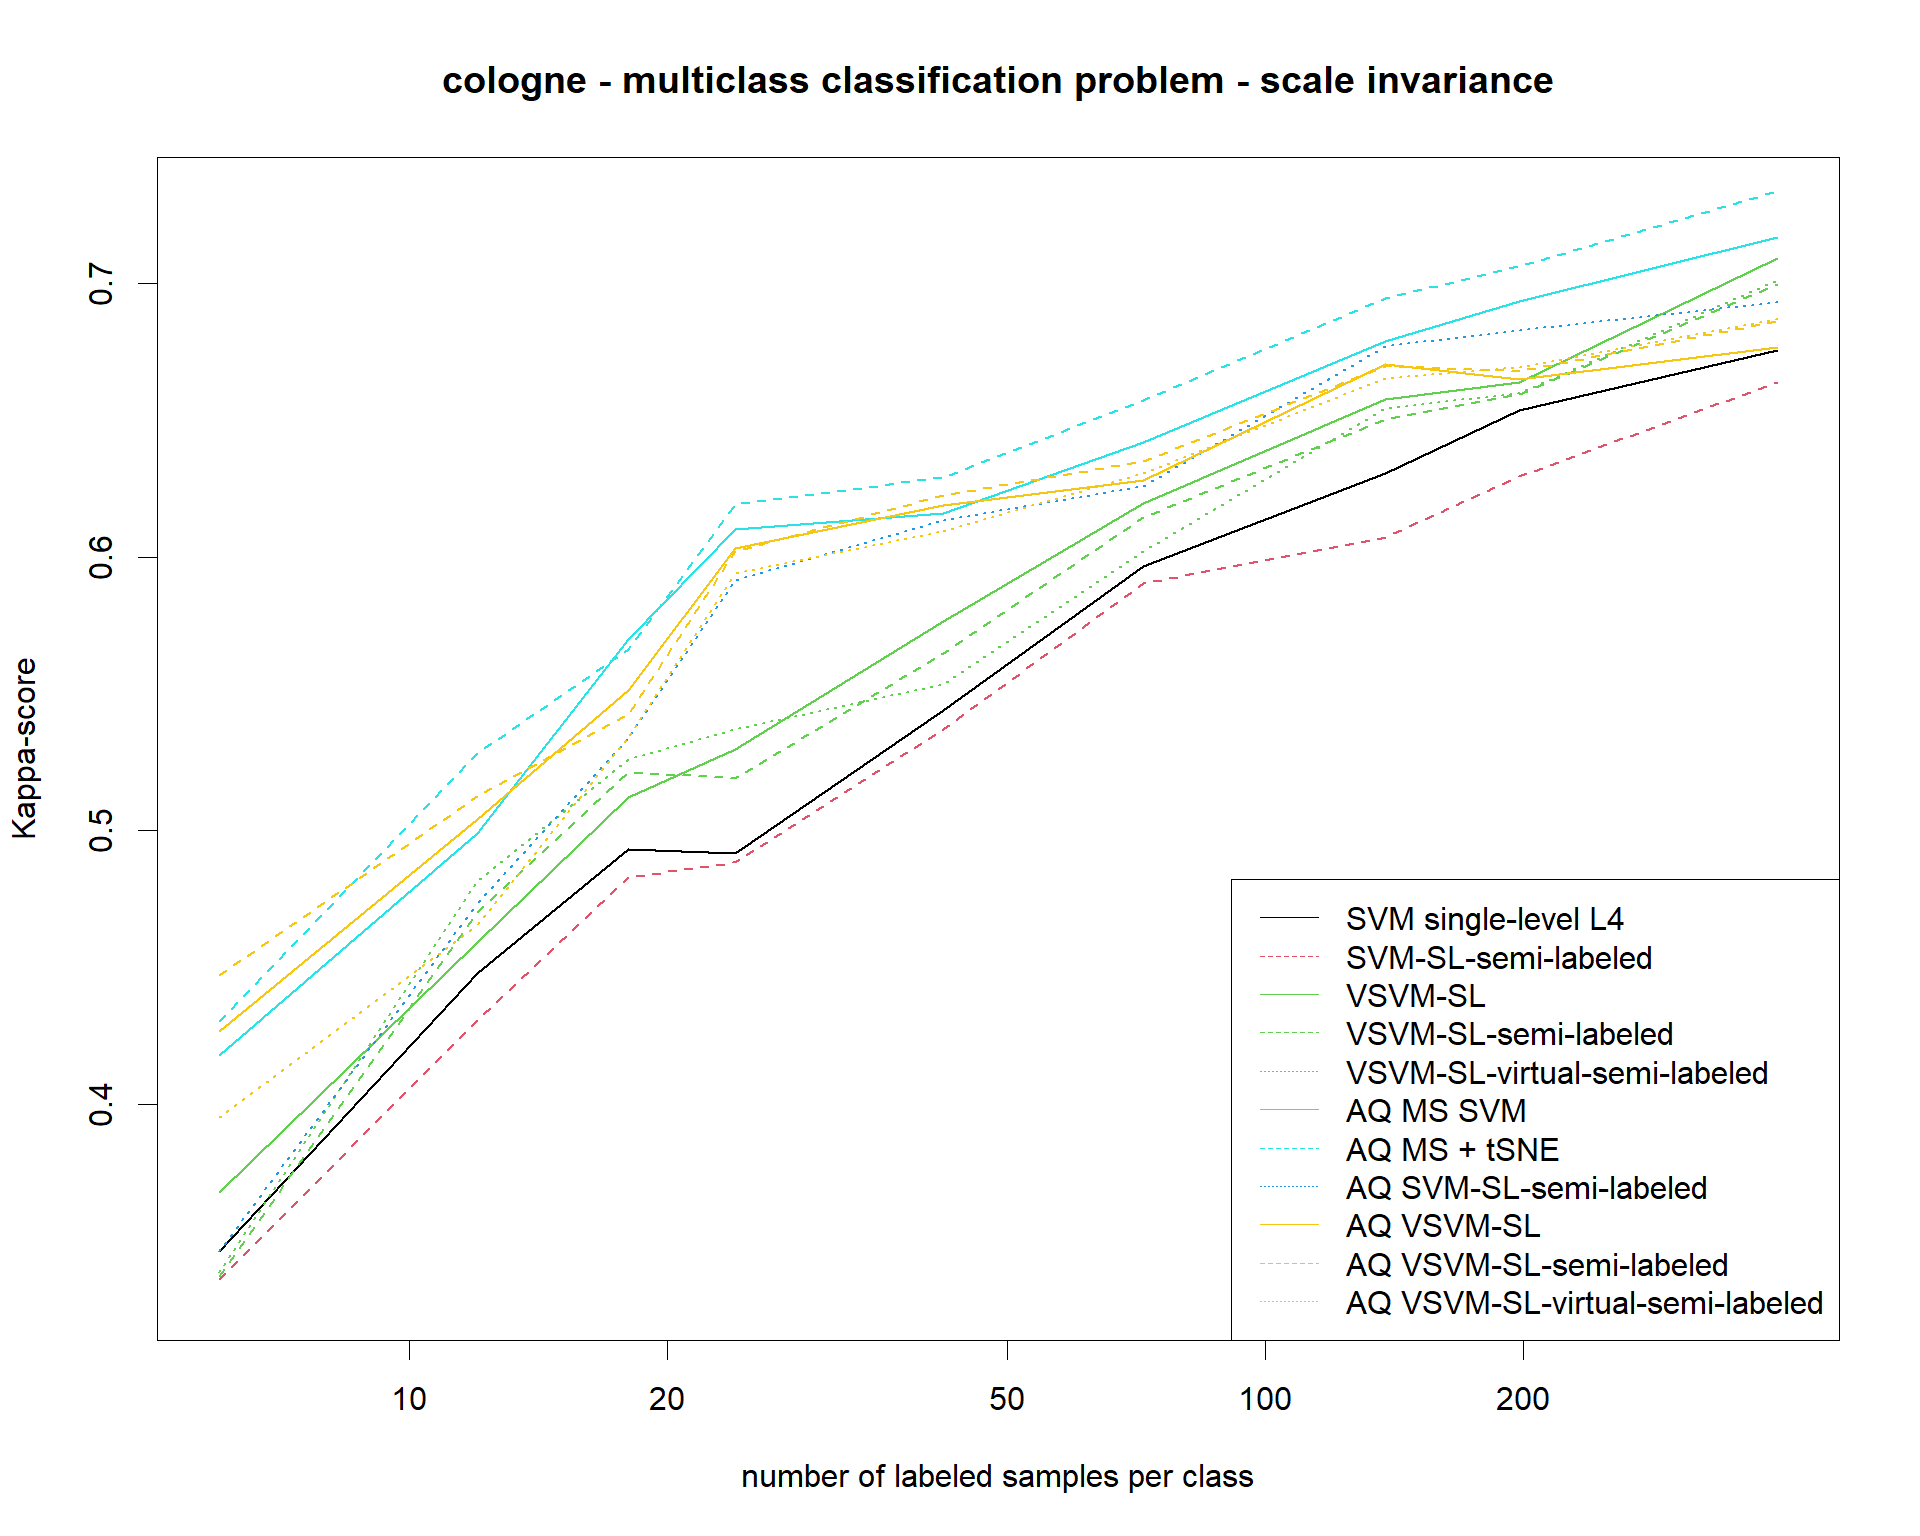 cologne - multiclass classification problem - scale invariance
Kappa-score
0.7
0.6
0.5
0.4
SVM single-level L4
SVM-SL-semi-labeled
VSVM-SL
VSVM-SL-semi-labeled
VSVM-SL-virtual-semi-labeled
AQ MS SVM
AQ MS + tSNE
AQ SVM-SL-semi-labeled
AQ VSVM-SL
AQ VSVM-SL-semi-labeled
AQ VSVM-SL-virtual-semi-labeled
10 20 50 100 200
number of labeled samples per class